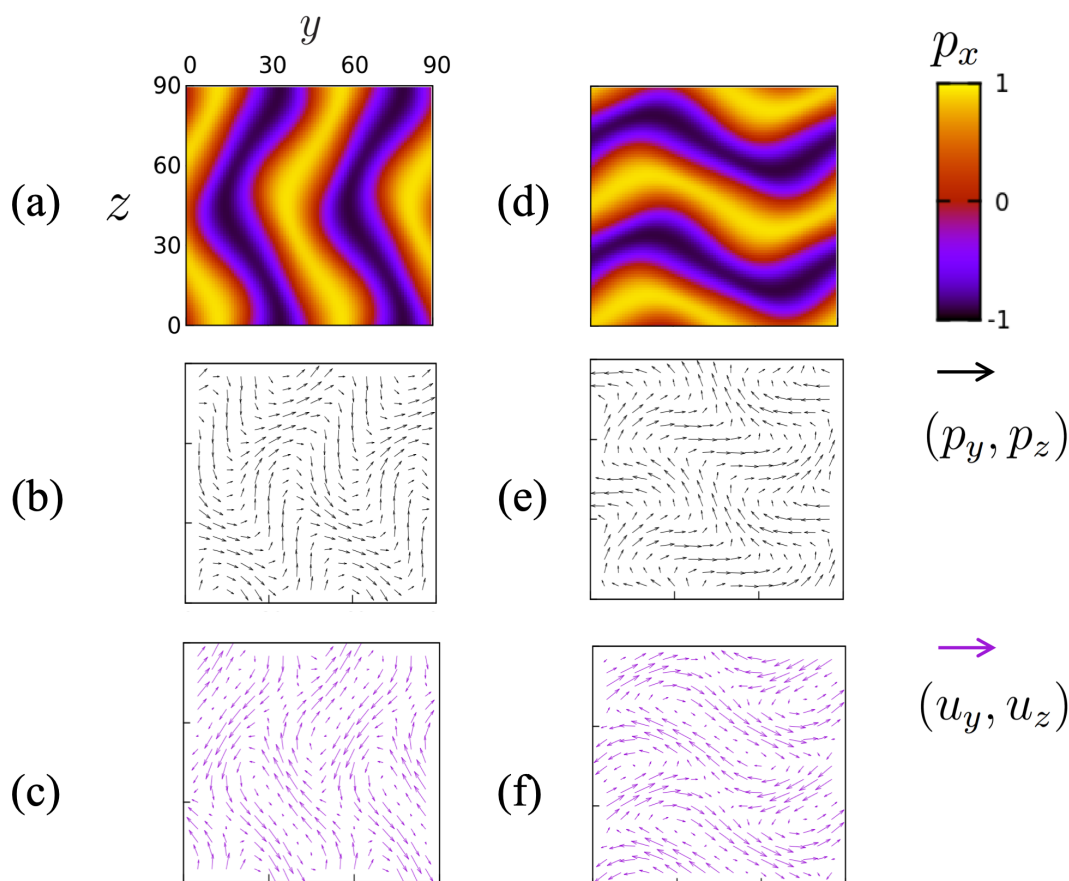 y
0 30 60 90
90
60
30
0
z
(a)
(d)
p_x
1
0
-1
(b)
(e)
(p_y, p_z)
(c)
(f)
(u_y, u_z)